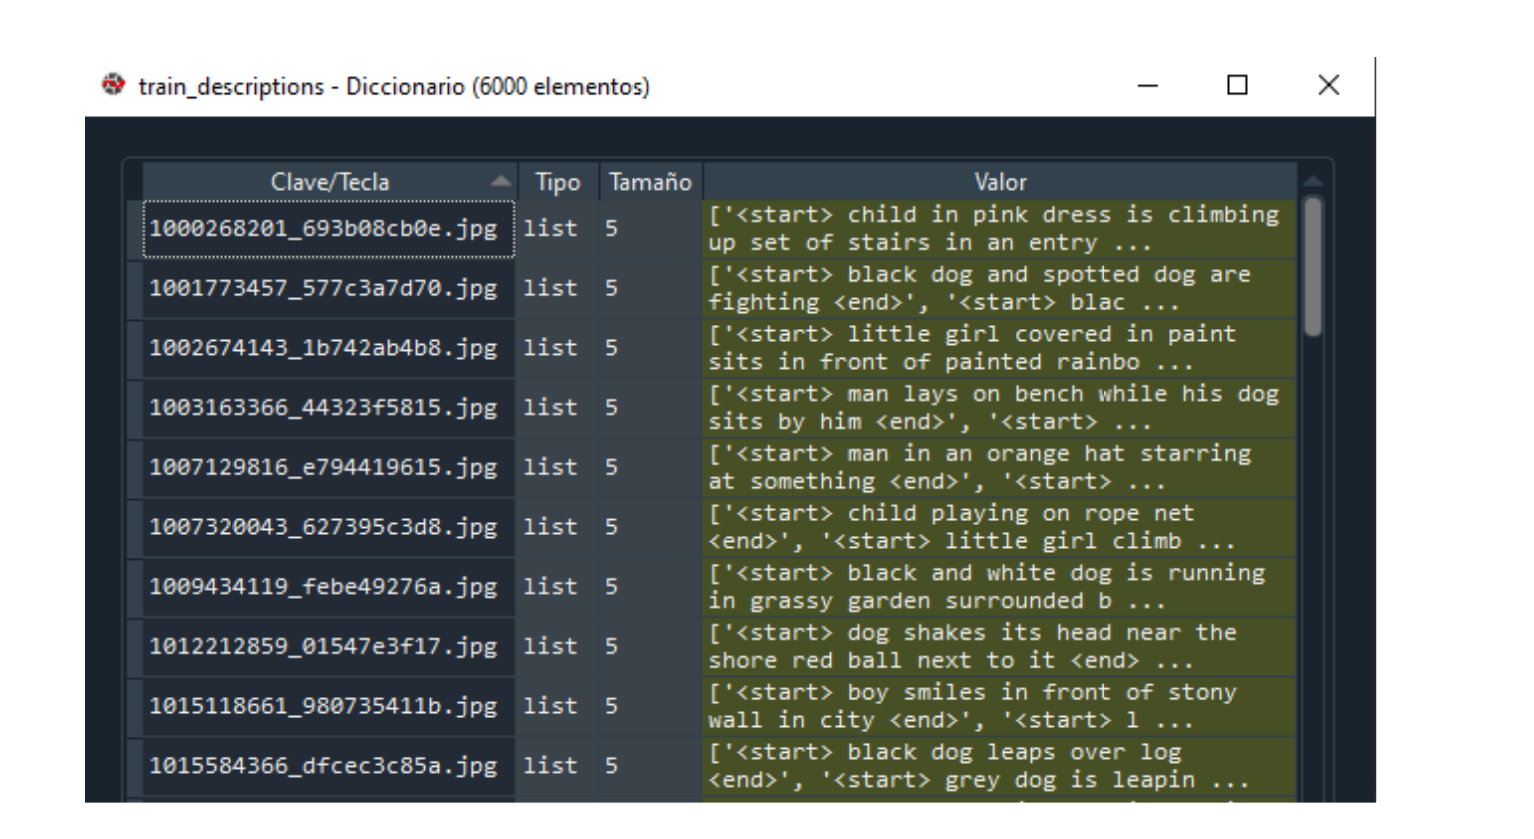 train_descriptions - Diccionario (6000 elementos)
Clave/Tecla Tipo Tamaño Valor
1000268201_693b08cb0e.jpg list 5 ['<start> child in pink dress is climbing
up set of stairs in an entry ...
1001773457_577c3a7d70.jpg list 5 ['<start> black dog and spotted dog are
fighting <end>', '<start> blac ...
1002674143_1b742ab4b8.jpg list 5 ['<start> little girl covered in paint
sits in front of painted rainbo ...
1003163366_44323f5815.jpg list 5 ['<start> man lays on bench while his dog
sits by him <end>', '<start> ...
1007129816_e794419615.jpg list 5 ['<start> man in an orange hat starring
at something <end>', '<start> ...
1007320043_627395c3d8.jpg list 5 ['<start> child playing on rope net
<end>', '<start> little girl climb ...
1009434119_febe49276a.jpg list 5 ['<start> black and white dog is running
in grassy garden surrounded b ...
1012212859_01547e3f17.jpg list 5 ['<start> dog shakes its head near the
shore red ball next to it <end> ...
1015118661_980735411b.jpg list 5 ['<start> boy smiles in front of stony
wall in city <end>', '<start> l ...
1015584366_dfcec3c85a.jpg list 5 ['<start> black dog leaps over log
<end>', '<start> grey dog is leapin ...